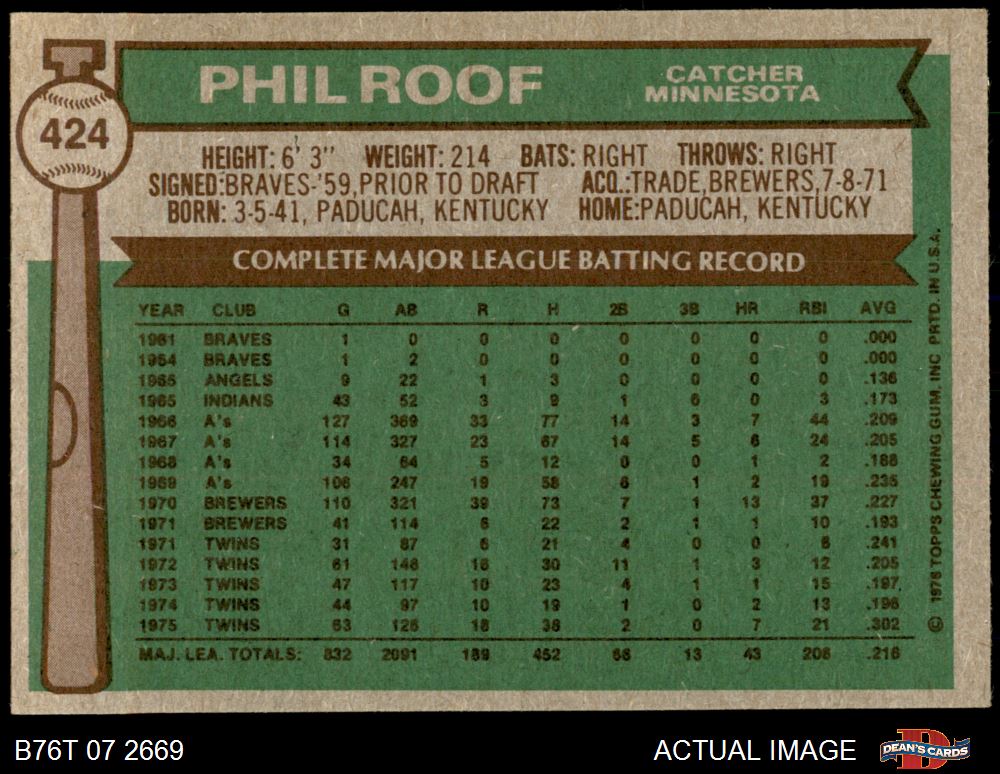 424
PHIL ROOF
CATCHER
MINNESOTA
HEIGHT: 6' 3" WEIGHT: 214 BATS: RIGHT THROWS: RIGHT
SIGNED: BRAVES-'59, PRIOR TO DRAFT ACQ.: TRADE, BREWERS, 7-8-71
BORN: 3-5-41, PADUCAH, KENTUCKY HOME: PADUCAH, KENTUCKY
COMPLETE MAJOR LEAGUE BATTING RECORD
YEAR CLUB G AB R H 2B 3B HR RBI AVG
1961 BRAVES 1 0 0 0 0 0 0 0 .000
1964 BRAVES 1 2 0 0 0 0 0 0 .000
1965 ANGELS 9 22 1 3 0 0 0 0 .136
1965 INDIANS 43 52 3 9 1 0 0 3 .173
1966 A's 127 369 33 77 14 3 7 44 .209
1967 A's 114 327 23 67 14 5 6 24 .205
1968 A's 34 64 5 12 0 0 1 2 .188
1969 A's 106 247 19 58 6 1 2 19 .235
1970 BREWERS 110 321 39 73 7 1 13 37 .227
1971 BREWERS 41 114 6 22 2 1 1 10 .193
1971 TWINS 31 87 6 21 4 0 0 6 .241
1972 TWINS 61 146 16 30 11 1 3 12 .205
1973 TWINS 47 117 10 23 4 1 1 15 .197
1974 TWINS 44 97 10 19 1 0 2 13 .196
1975 TWINS 63 126 18 38 2 0 7 21 .302
MAJ. LEA. TOTALS: 832 2091 189 452 66 13 43 206 .216
© 1976 TOPPS CHEWING GUM, INC PRTD. IN U.S.A.
B76T 07 2669
ACTUAL IMAGE
DEAN'S CARDS